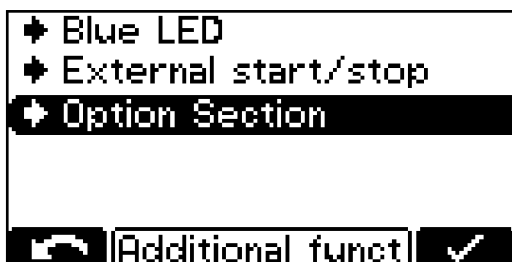 Blue LED
External start/stop
Option Section
Additional funct